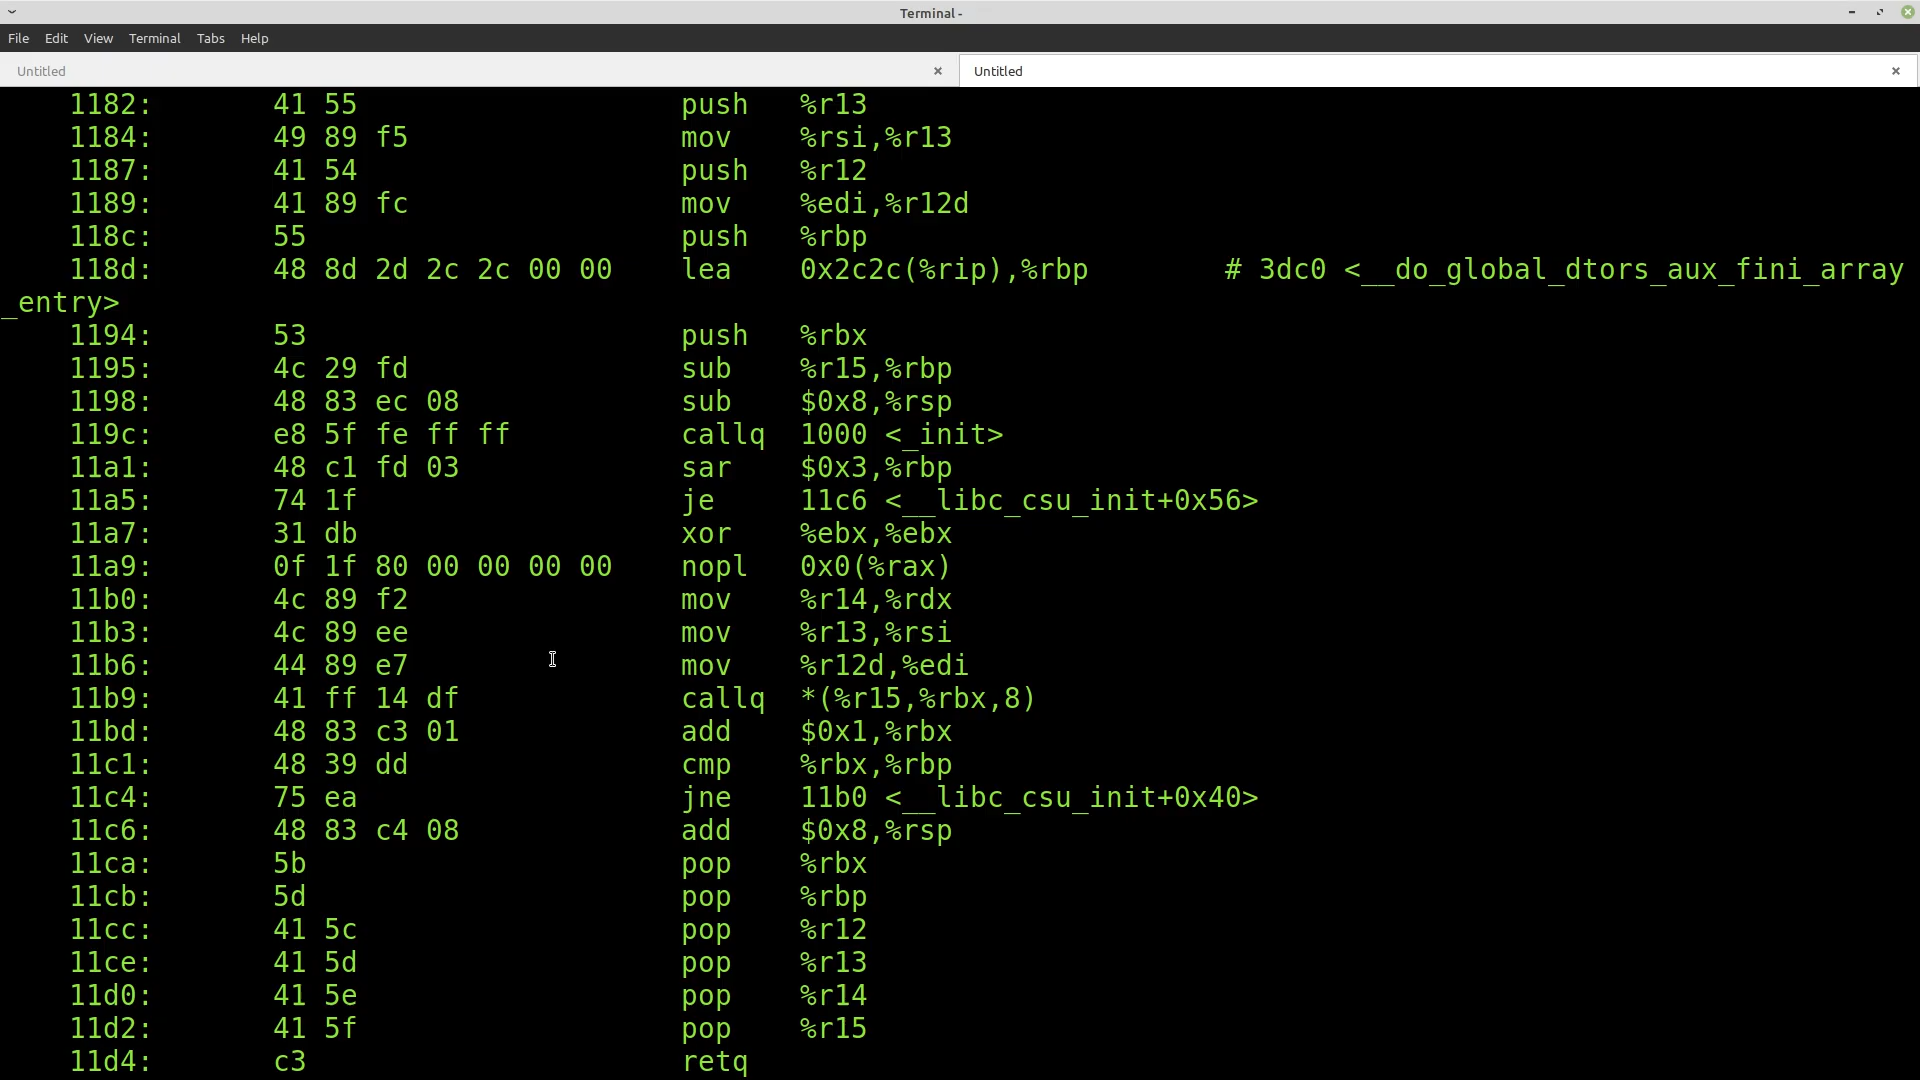 Terminal -
File Edit View Terminal Tabs Help
Untitled Untitled
1182: 41 55 push %r13
1184: 49 89 f5 mov %rsi,%r13
1187: 41 54 push %r12
1189: 41 89 fc mov %edi,%r12d
118c: 55 push %rbp
118d: 48 8d 2d 2c 2c 00 00 lea 0x2c2c(%rip),%rbp # 3dc0 <__do_global_dtors_aux_fini_array
_entry>
1194: 53 push %rbx
1195: 4c 29 fd sub %r15,%rbp
1198: 48 83 ec 08 sub $0x8,%rsp
119c: e8 5f fe ff ff callq 1000 <_init>
11a1: 48 c1 fd 03 sar $0x3,%rbp
11a5: 74 1f je 11c6 <__libc_csu_init+0x56>
11a7: 31 db xor %ebx,%ebx
11a9: 0f 1f 80 00 00 00 00 nopl 0x0(%rax)
11b0: 4c 89 f2 mov %r14,%rdx
11b3: 4c 89 ee mov %r13,%rsi
11b6: 44 89 e7 mov %r12d,%edi
11b9: 41 ff 14 df callq *(%r15,%rbx,8)
11bd: 48 83 c3 01 add $0x1,%rbx
11c1: 48 39 dd cmp %rbx,%rbp
11c4: 75 ea jne 11b0 <__libc_csu_init+0x40>
11c6: 48 83 c4 08 add $0x8,%rsp
11ca: 5b pop %rbx
11cb: 5d pop %rbp
11cc: 41 5c pop %r12
11ce: 41 5d pop %r13
11d0: 41 5e pop %r14
11d2: 41 5f pop %r15
11d4: c3 retq